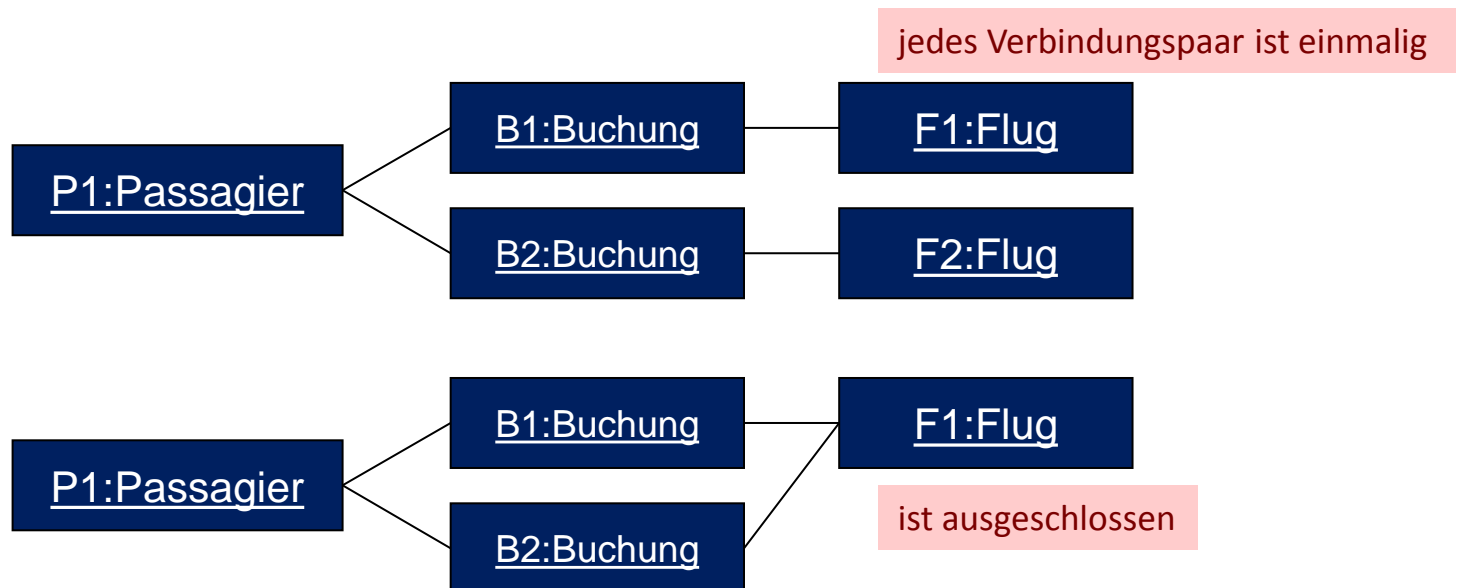 jedes Verbindungspaar ist einmalig
B1:Buchung
F1:Flug
P1:Passagier
B2:Buchung
F2:Flug
B1:Buchung
F1:Flug
P1:Passagier
ist ausgeschlossen
B2:Buchung